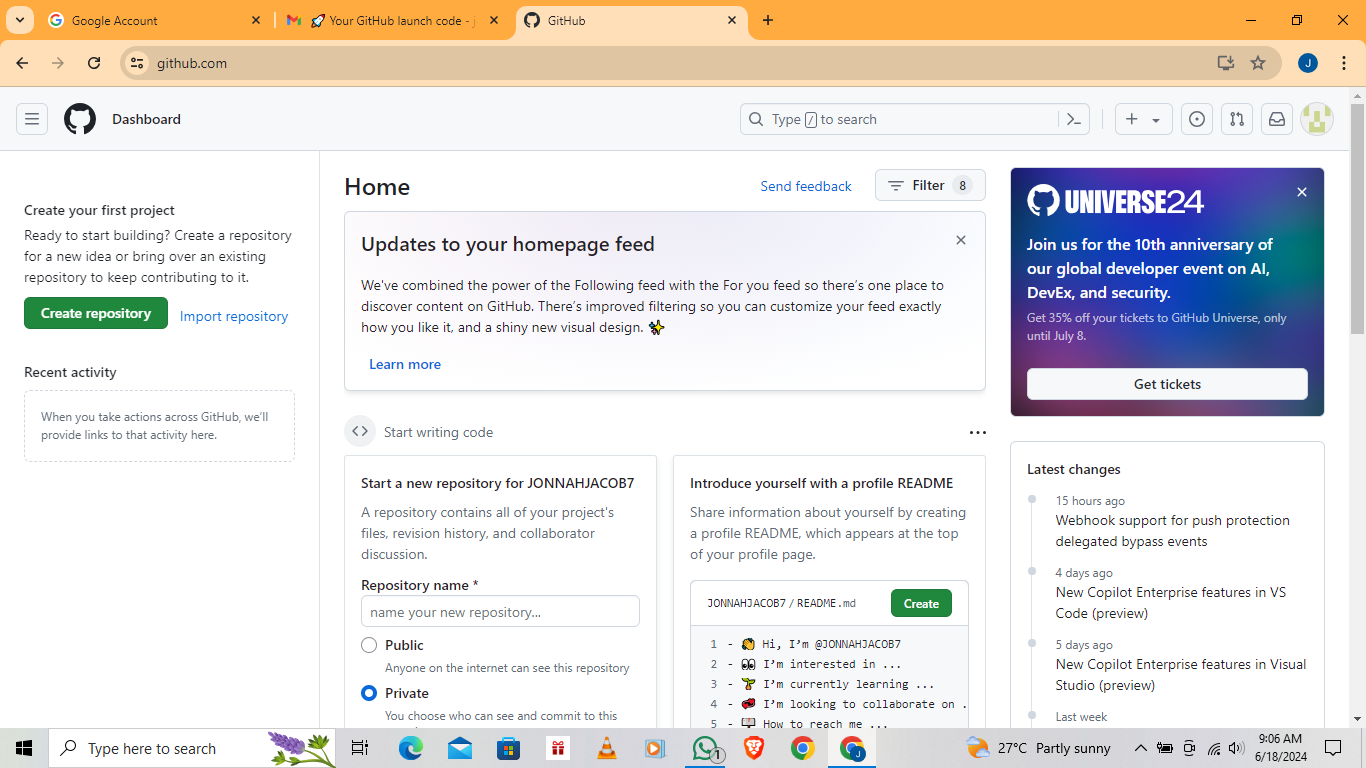 Google Account
Your GitHub launch code - j
GitHub
github.com
J
Dashboard
Type / to search
Create your first project
Ready to start building? Create a repository
for a new idea or bring over an existing
repository to keep contributing to it.
Create repository
Import repository
Recent activity
When you take actions across GitHub, we'll
provide links to that activity here.
Home
Send feedback
Filter 8
Updates to your homepage feed
We've combined the power of the Following feed with the For you feed so there's one place to
discover content on GitHub. There's improved filtering so you can customize your feed exactly
how you like it, and a shiny new visual design. ✨
Learn more
Start writing code
Start a new repository for JONNAHJACOB7
A repository contains all of your project's
files, revision history, and collaborator
discussion.
Repository name *
name your new repository...
Public
Anyone on the internet can see this repository
Private
You choose who can see and commit to this
Introduce yourself with a profile README
Share information about yourself by creating
a profile README, which appears at the top
of your profile page.
JONNAHJACOB7 / README.md
Create
1 - 👋 Hi, I'm @JONNAHJACOB7
2 - 👀 I'm interested in ...
3 - 🌱 I'm currently learning ...
4 - 💞️ I'm looking to collaborate on .
5 - 📫 How to reach me ...
UNIVERSE24
Join us for the 10th anniversary of
our global developer event on AI,
DevEx, and security.
Get 35% off your tickets to GitHub Universe, only
until July 8.
Get tickets
Latest changes
15 hours ago
Webhook support for push protection
delegated bypass events
4 days ago
New Copilot Enterprise features in VS
Code (preview)
5 days ago
New Copilot Enterprise features in Visual
Studio (preview)
Last week
Type here to search
1
J
27°C Partly sunny
9:06 AM
6/18/2024